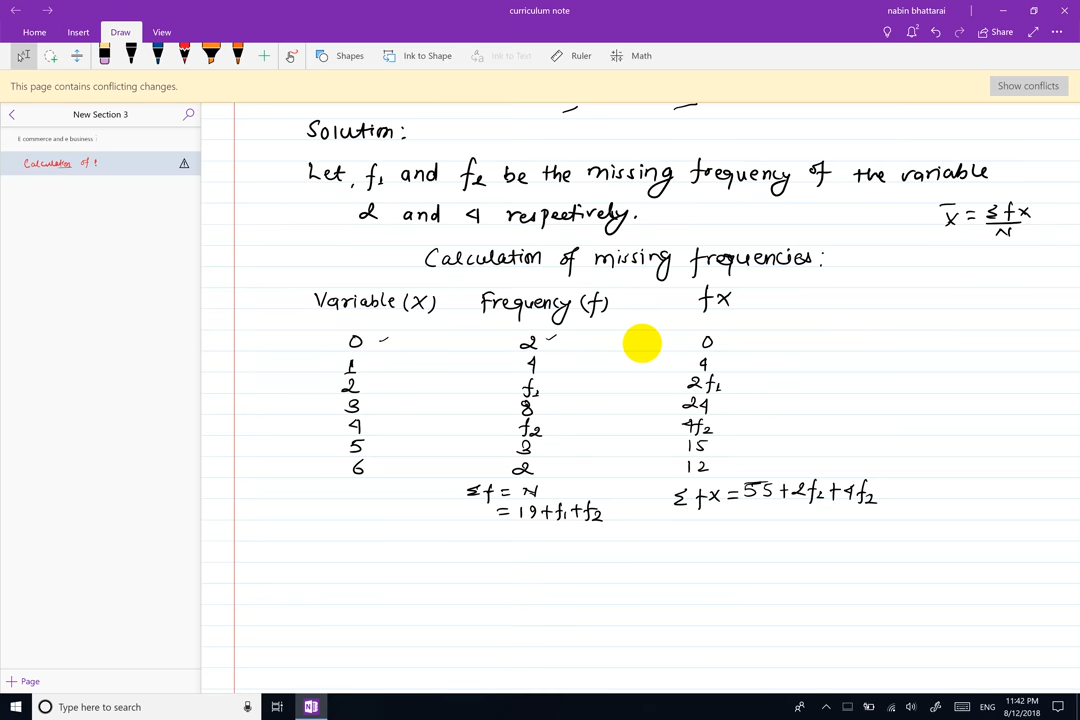 curriculum note
nabin bhattarai
Home Insert Draw View
Share
Shapes Ink to Shape Ink to Text Ruler Math
This page contains conflicting changes.
Show conflicts
New Section 3
E commerce and e business :
Calculation of !
Solution:
Let, f1 and f2 be the missing frequency of the variable
2 and 4 respectively.
x̄ = Σfx/N
Calculation of missing frequencies:
Variable (X) Frequency (f) fx
0 2 0
1 4 4
2 f1 2f1
3 8 24
4 f2 4f2
5 3 15
6 2 12
Σf = N
= 19+f1+f2
Σfx = 55+2f1+4f2
+ Page
Type here to search
ENG
11:42 PM
8/12/2018